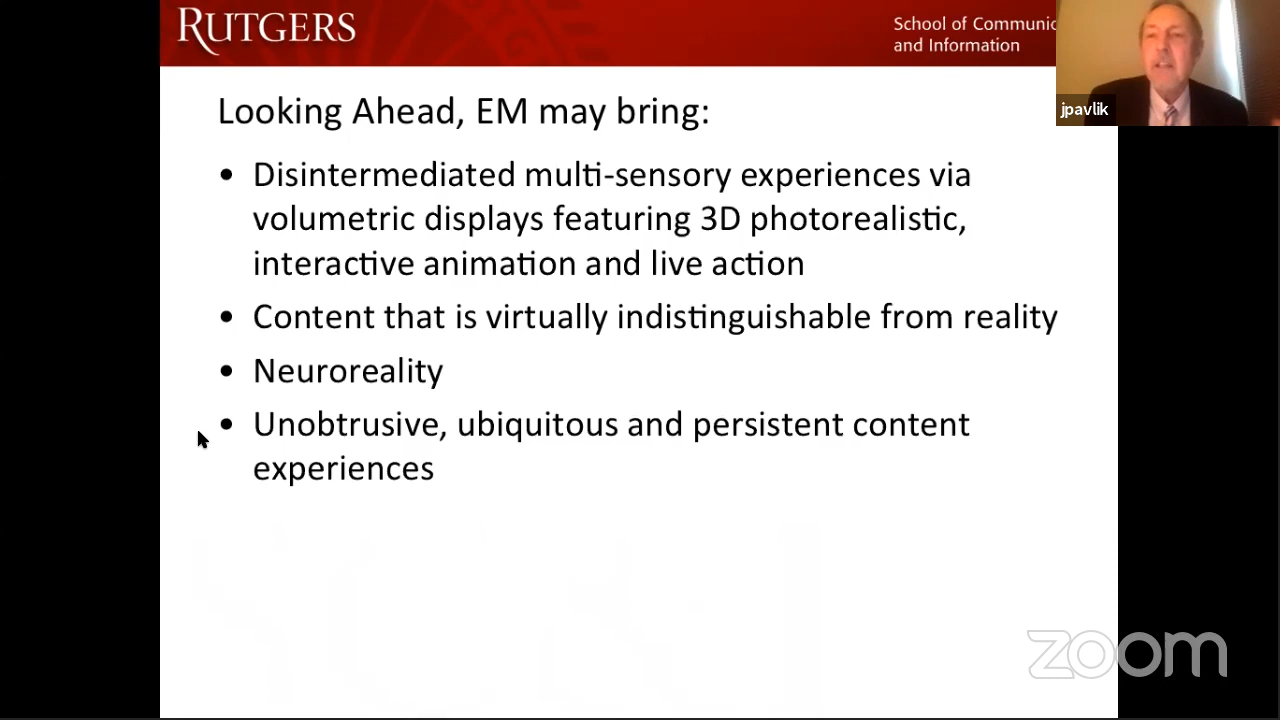 RUTGERS
School of
and Information
jpavlik
Looking Ahead, EM may bring:
• Disintermediated multi-sensory experiences via
volumetric displays featuring 3D photorealistic,
interactive animation and live action
• Content that is virtually indistinguishable from reality
• Neuroreality
• Unobtrusive, ubiquitous and persistent content
experiences
zoom